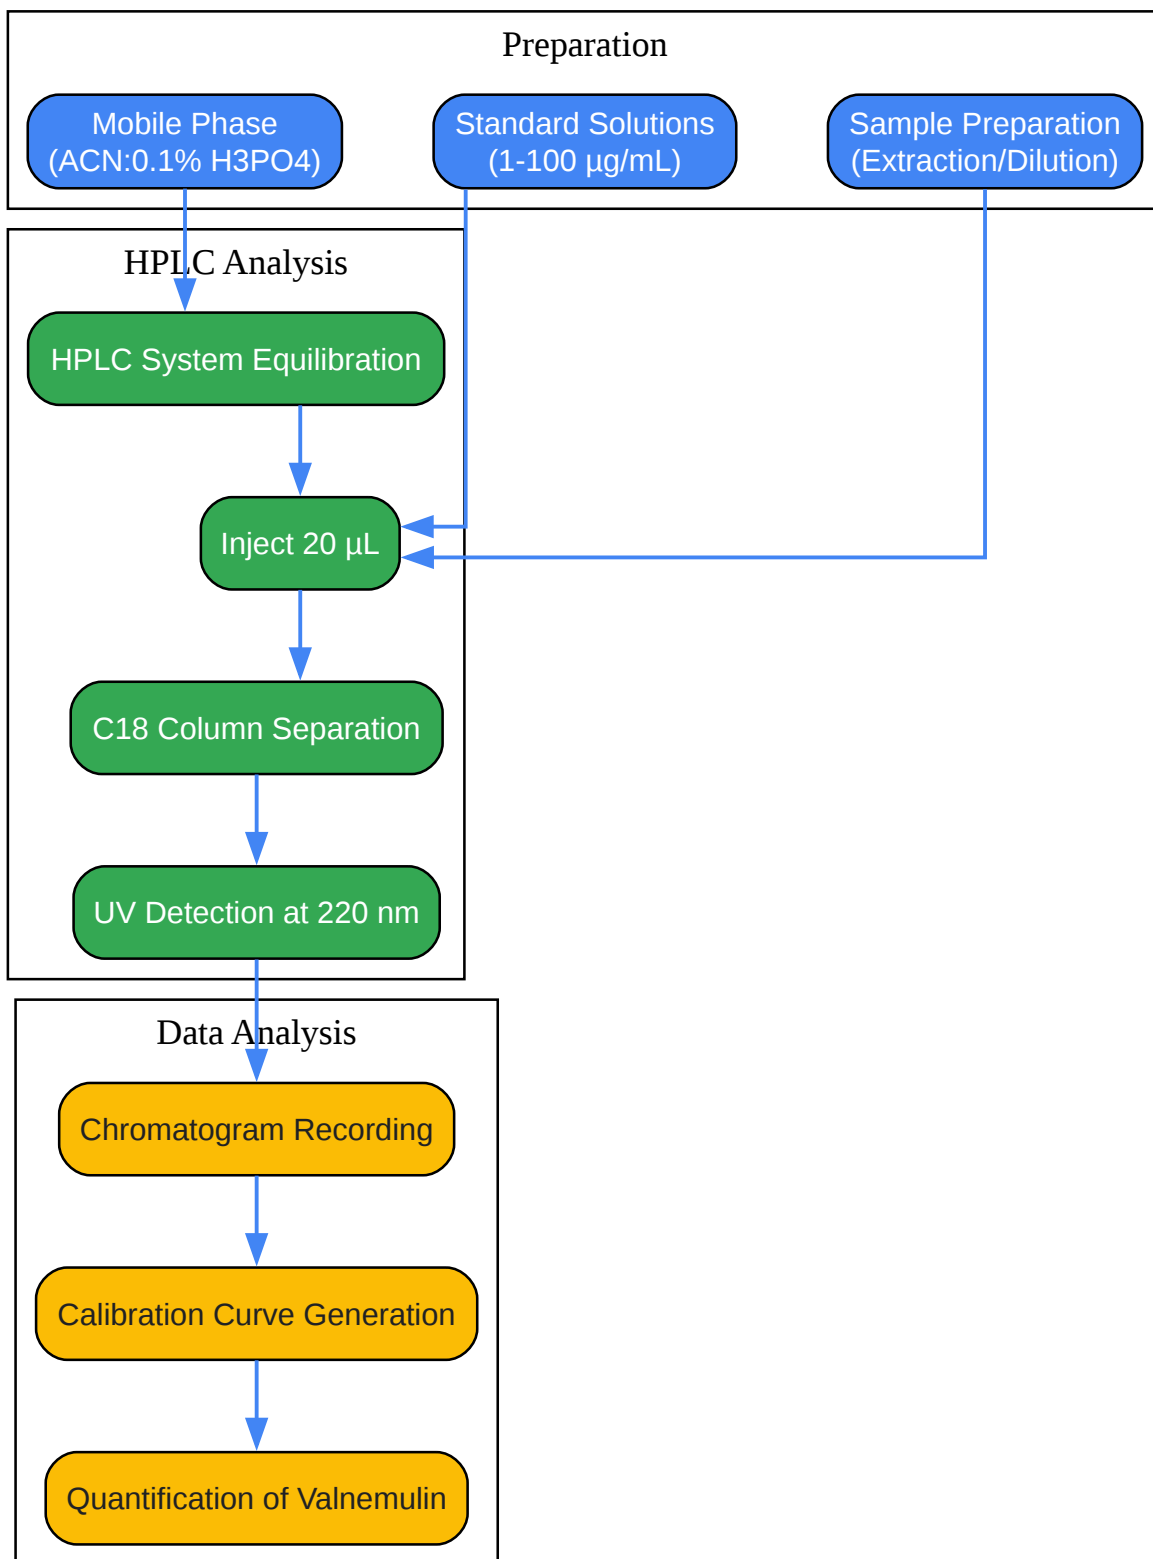 Preparation
Mobile Phase
(ACN:0.1% H3PO4)
Standard Solutions
(1-100 µg/mL)
Sample Preparation
(Extraction/Dilution)
HPLC Analysis
HPLC System Equilibration
Inject 20 µL
C18 Column Separation
UV Detection at 220 nm
Data Analysis
Chromatogram Recording
Calibration Curve Generation
Quantification of Valnemulin